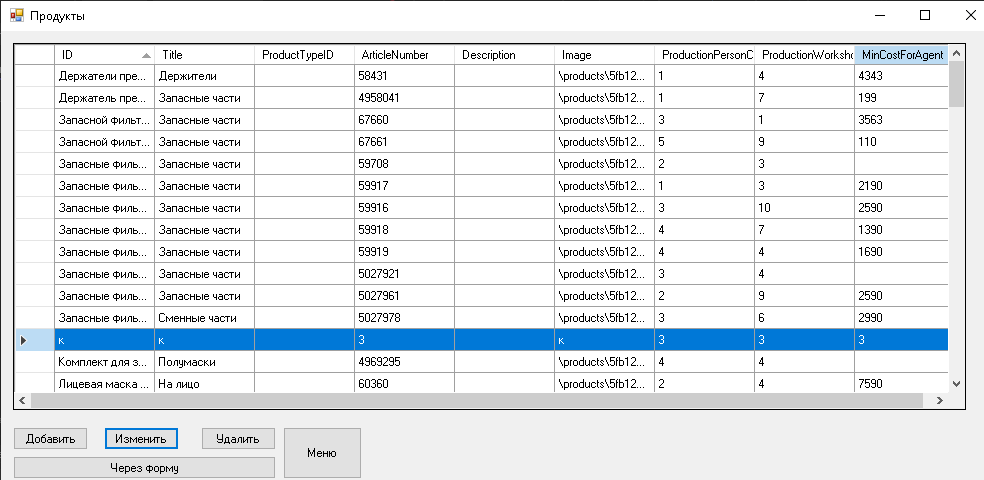 Продукты
ID Title ProductTypeID ArticleNumber Description Image ProductionPersonC ProductionWorksho MinCostForAgent
Держатели пре... Держители 58431 \products\5fb12... 1 4 4343
Держатель пре... Запасные части 4958041 \products\5fb12... 1 7 199
Запасной фильт... Запасные части 67660 \products\5fb12... 3 1 3563
Запасной фильт... Запасные части 67661 \products\5fb12... 5 9 110
Запасные филь... Запасные части 59708 \products\5fb12... 2 3
Запасные филь... Запасные части 59917 \products\5fb12... 1 3 2190
Запасные филь... Запасные части 59916 \products\5fb12... 3 10 2590
Запасные филь... Запасные части 59918 \products\5fb12... 4 7 1390
Запасные филь... Запасные части 59919 \products\5fb12... 4 4 1690
Запасные филь... Запасные части 5027921 \products\5fb12... 3 4
Запасные филь... Запасные части 5027961 \products\5fb12... 2 9 2590
Запасные филь... Сменные части 5027978 \products\5fb12... 3 6 2990
к к 3 к 3 3 3
Комплект для з... Полумаски 4969295 \products\5fb12... 4 4
Лицевая маска ... На лицо 60360 \products\5fb12... 2 4 7590
Добавить Изменить Удалить Меню
Через форму